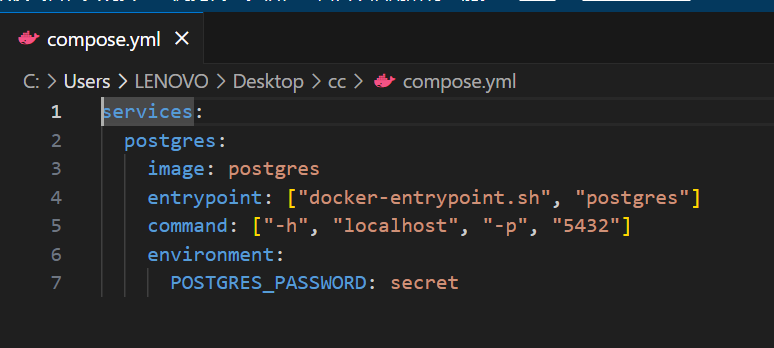 compose.yml ×
C: > Users > LENOVO > Desktop > cc > compose.yml
1 services:
2   postgres:
3     image: postgres
4     entrypoint: ["docker-entrypoint.sh", "postgres"]
5     command: ["-h", "localhost", "-p", "5432"]
6     environment:
7       POSTGRES_PASSWORD: secret